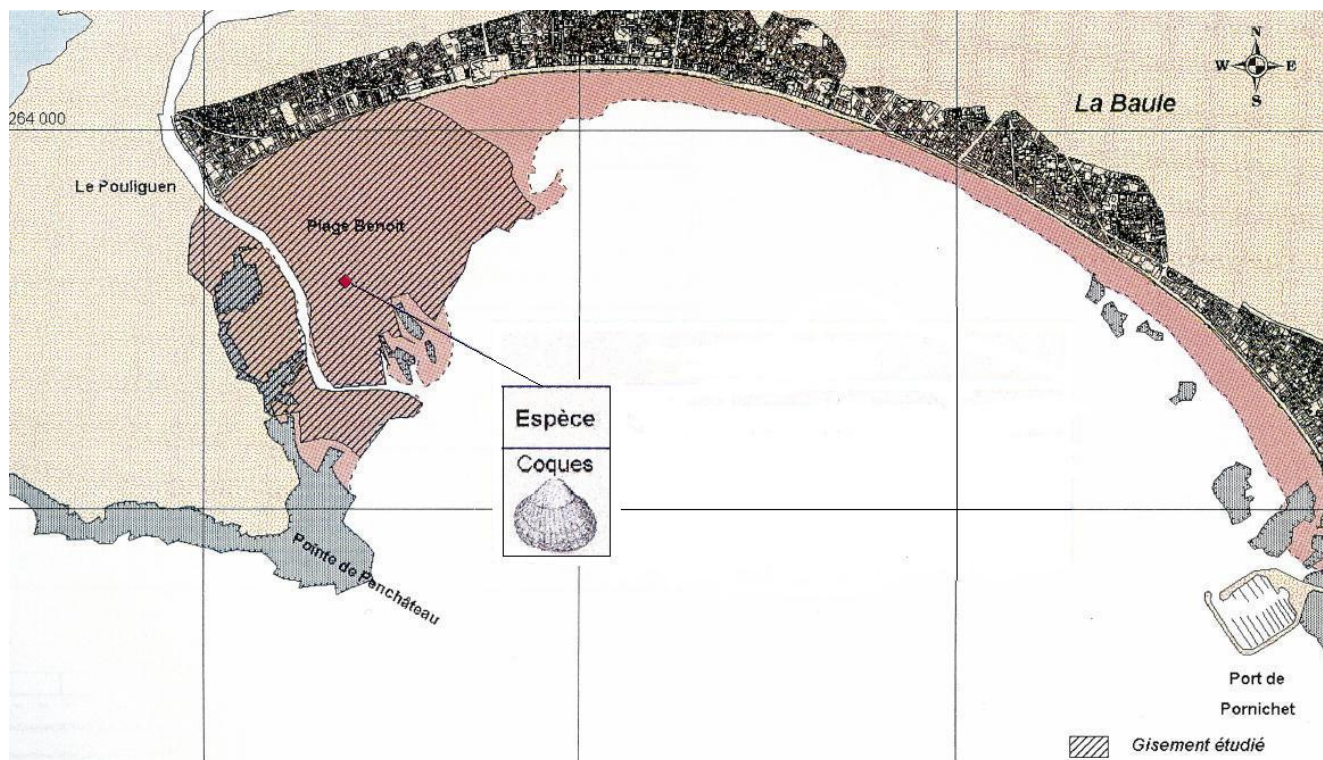 N
W E
S
La Baule
264 000
Le Pouliguen
Plage Benoit
Espèce
Coques
Pointe de Penchâteau
Port de
Pornichet
Gisement étudié